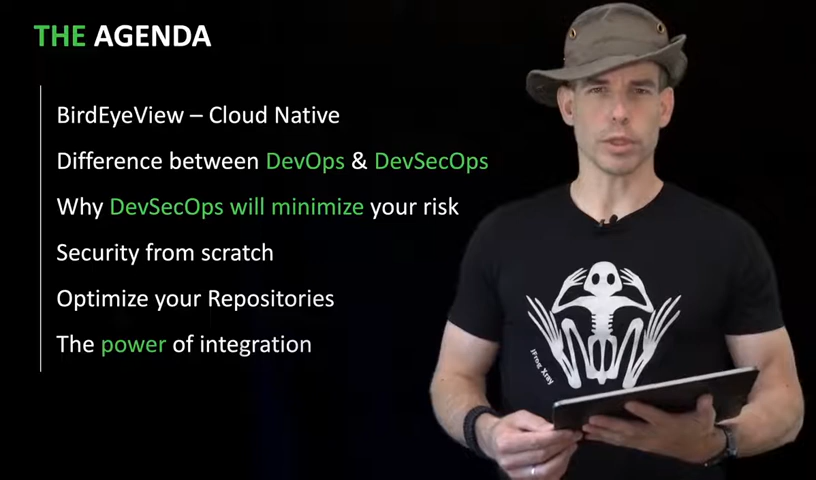 THE AGENDA
BirdEyeView – Cloud Native
Difference between DevOps & DevSecOps
Why DevSecOps will minimize your risk
Security from scratch
Optimize your Repositories
The power of integration
JFrog Xray